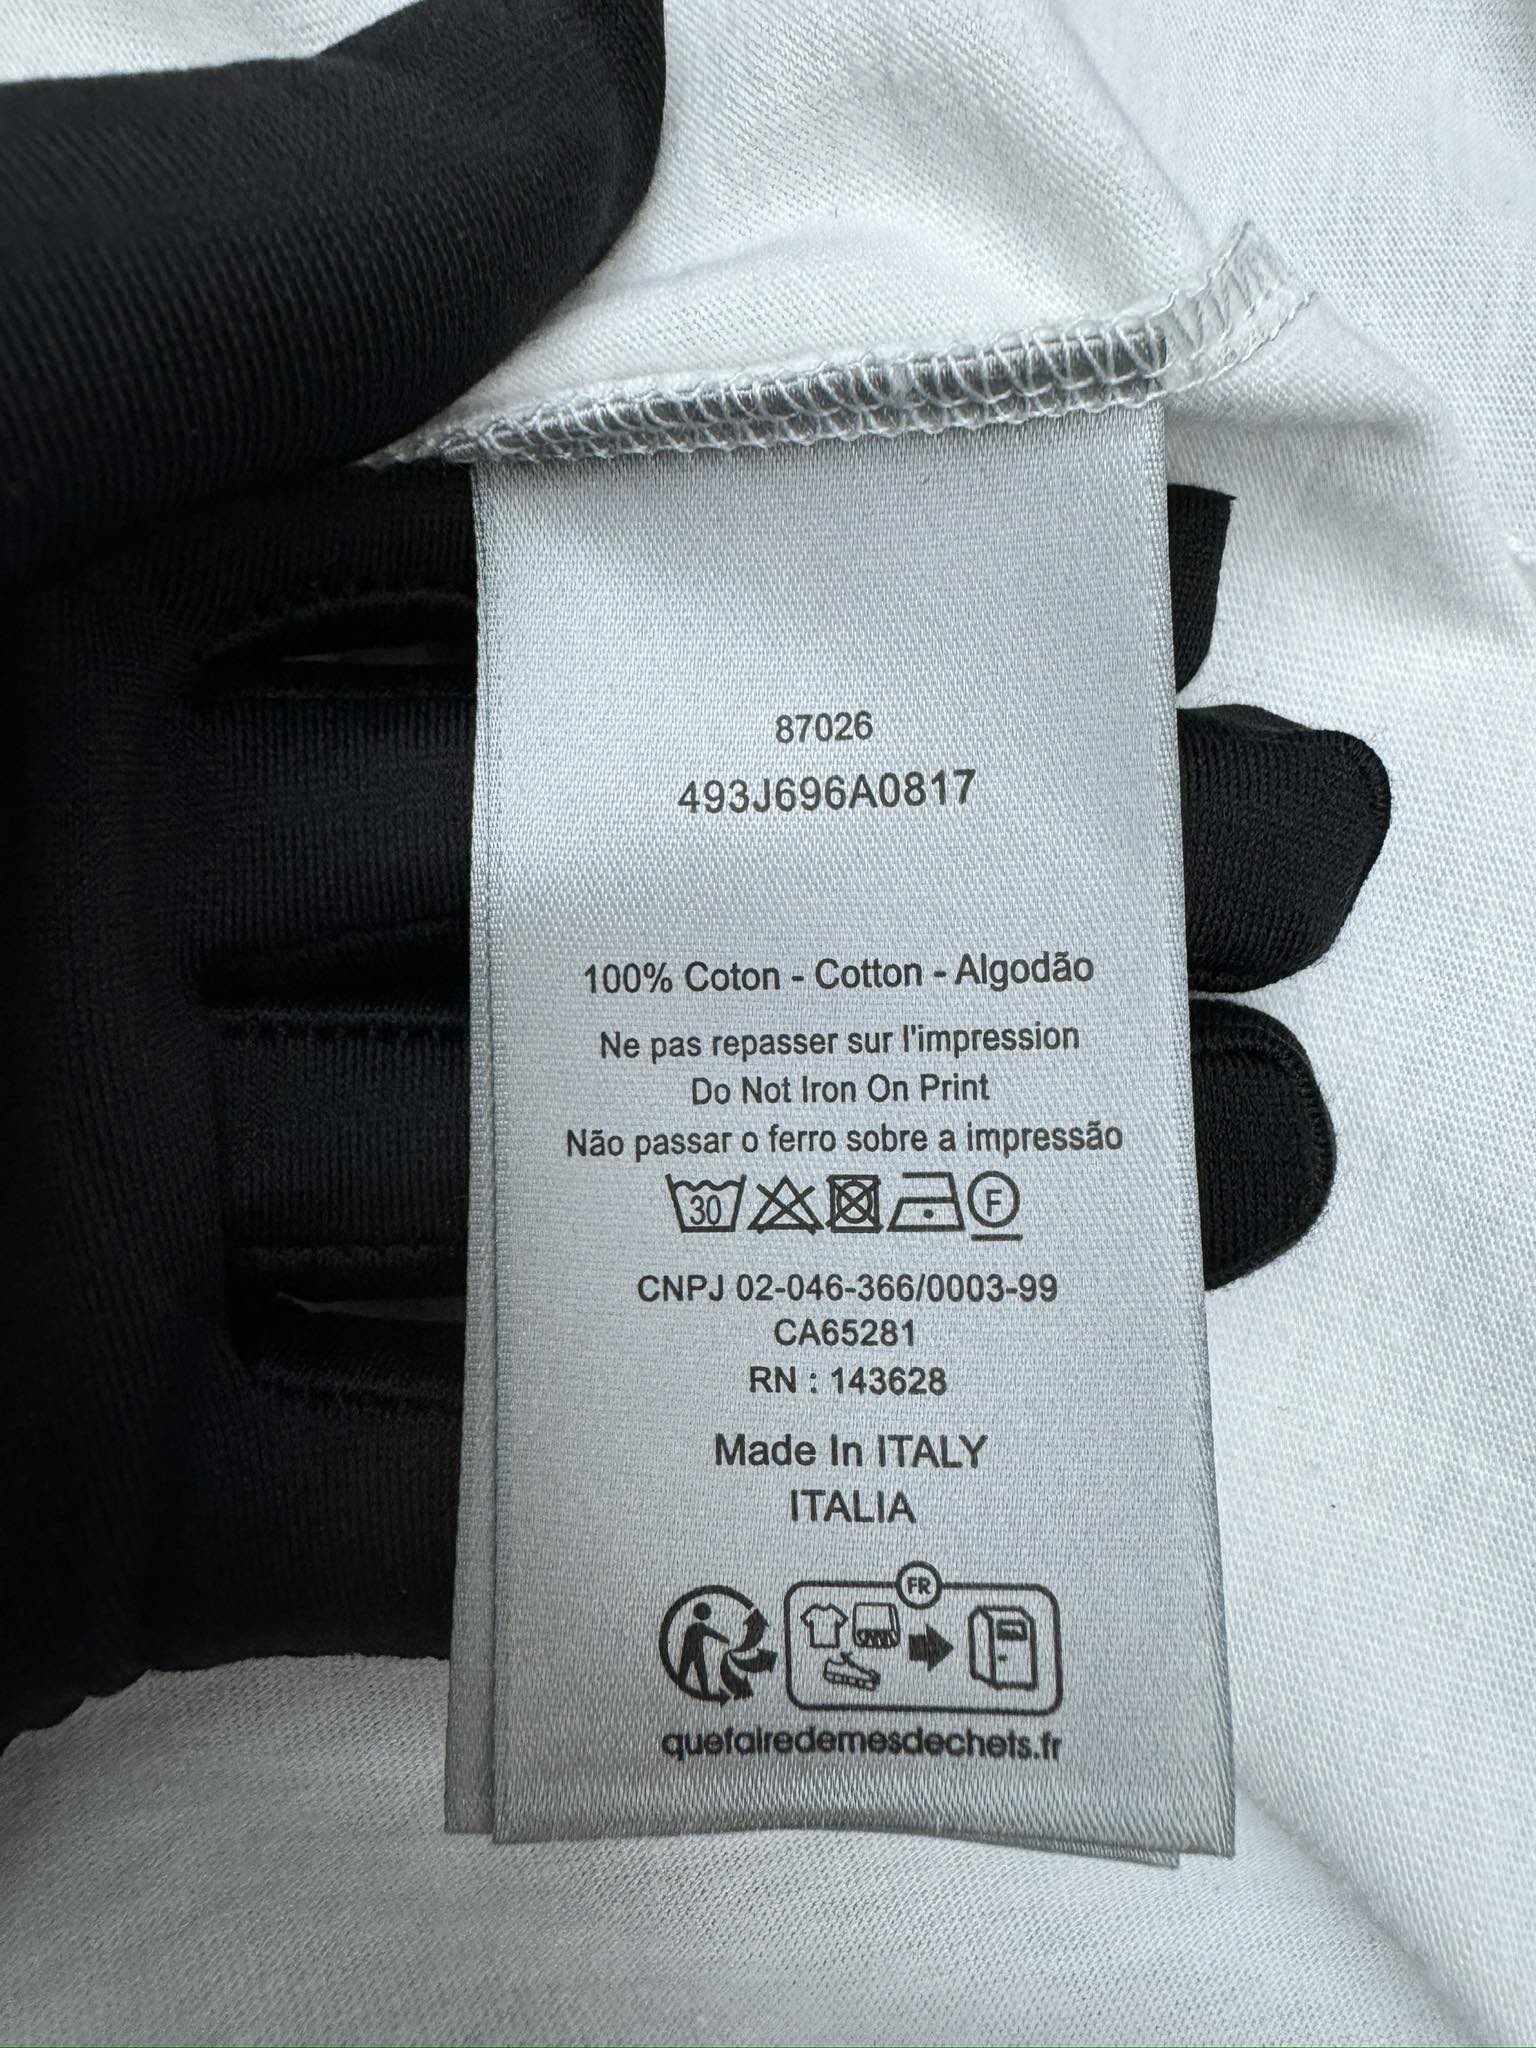 87026
493J696A0817
100% Coton - Cotton - Algodão
Ne pas repasser sur l'impression
Do Not Iron On Print
Não passar o ferro sobre a impressão
30 F
CNPJ 02-046-366/0003-99
CA65281
RN : 143628
Made In ITALY
ITALIA
FR
quefairedemesdechets.fr